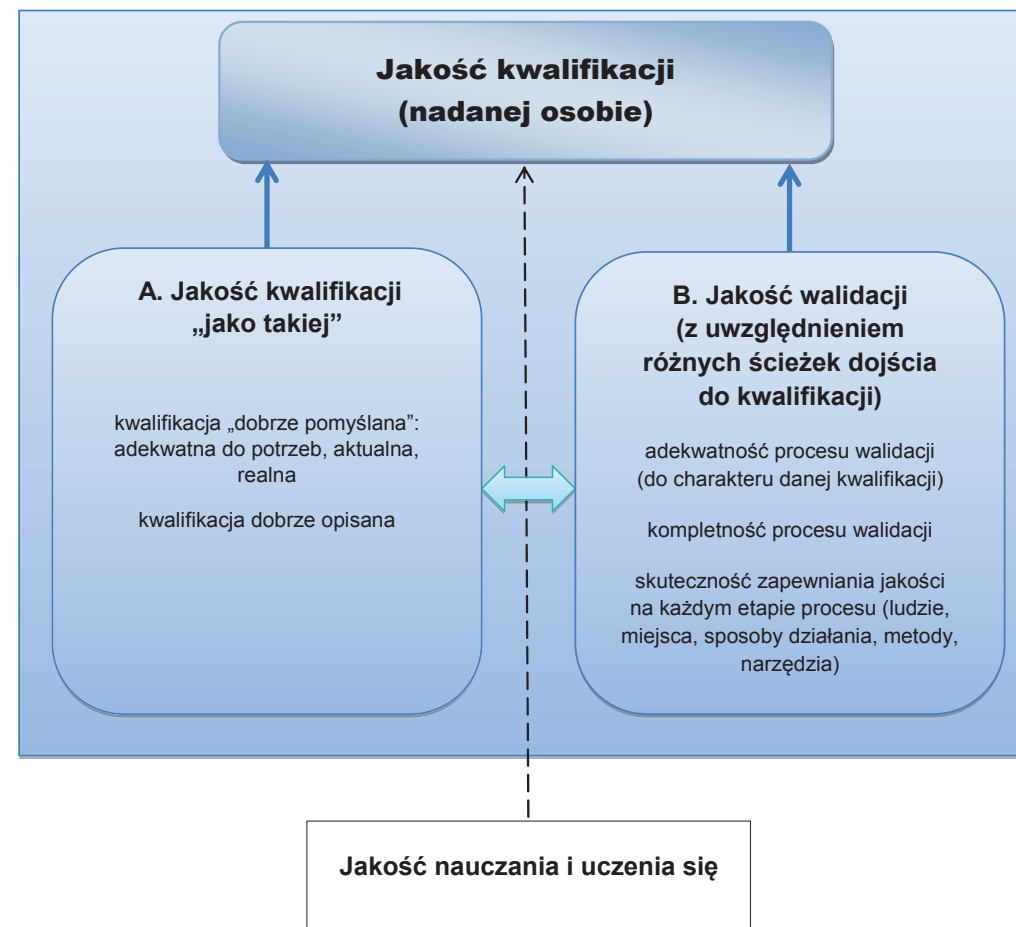 Jakość kwalifikacji
(nadanej osobie)
A. Jakość kwalifikacji
„jako takiej”
kwalifikacja „dobrze pomyślana”:
adekwatna do potrzeb, aktualna,
realna
kwalifikacja dobrze opisana
B. Jakość walidacji
(z uwzględnieniem
różnych ścieżek dojścia
do kwalifikacji)
adekwatność procesu walidacji
(do charakteru danej kwalifikacji)
kompletność procesu walidacji
skuteczność zapewniania jakości
na każdym etapie procesu (ludzie,
miejsca, sposoby działania, metody,
narzędzia)
Jakość nauczania i uczenia się